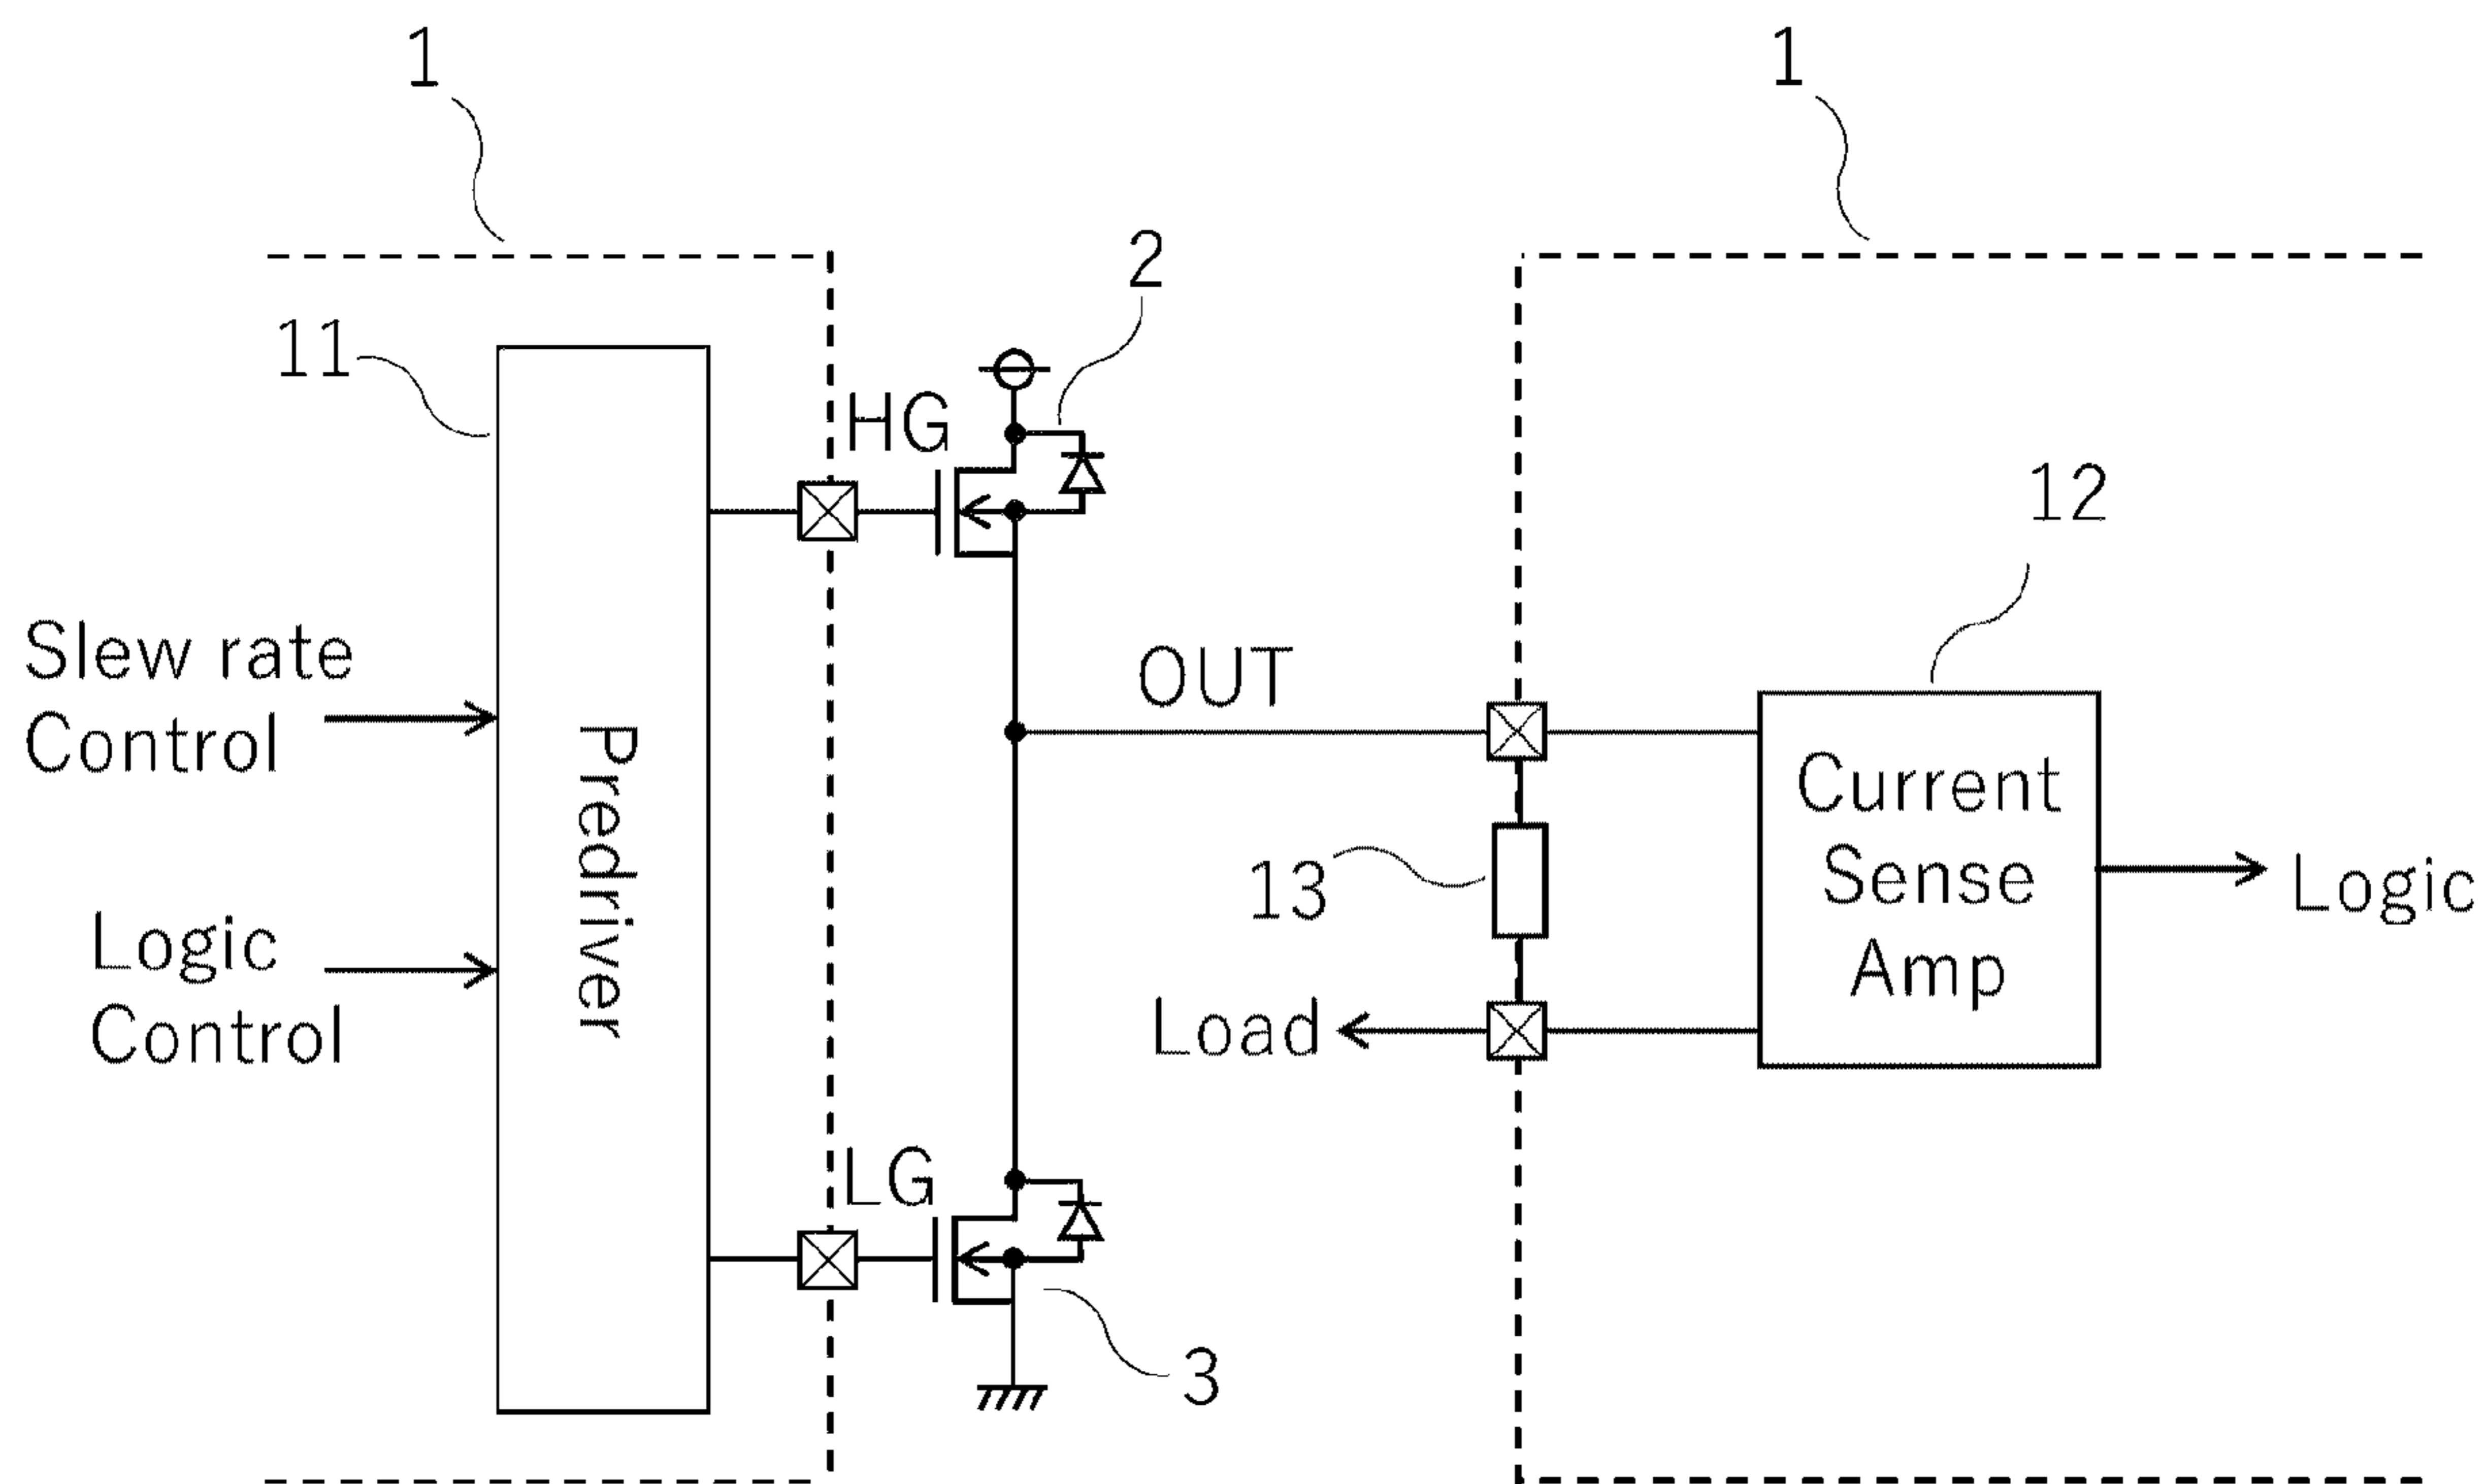 1
1
2
11
HG
12
Slew rate
Control
OUT
Predriver
Current
Sense
Amp
13
Logic
Logic
Control
Load
LG
3